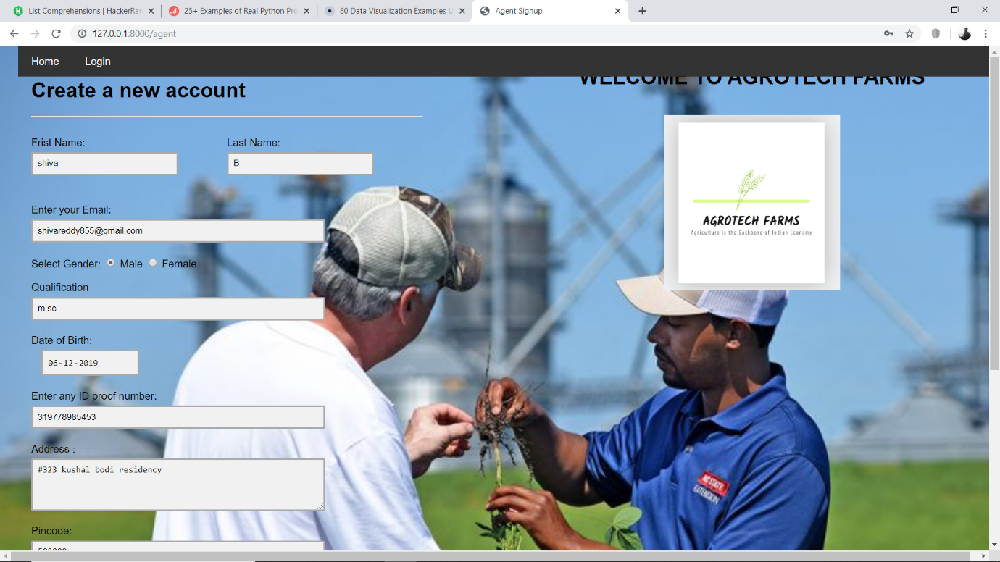 List Comprehensions | HackerRan
25+ Examples of Real Python Pro
80 Data Visualization Examples U
Agent Signup
127.0.0.1:8000/agent
Home
Login
WELCOME TO AGROTECH FARMS
Create a new account
Frist Name:
Last Name:
shiva
B
Enter your Email:
shivareddy855@gmail.com
Select Gender: Male Female
Qualification
m.sc
Date of Birth:
06-12-2019
Enter any ID proof number:
319778985453
Address :
#323 kushal bodi residency
Pincode:
AGROTECH FARMS
Agriculture is the Backbone of Indian Economy
NC STATE
EXTENSION